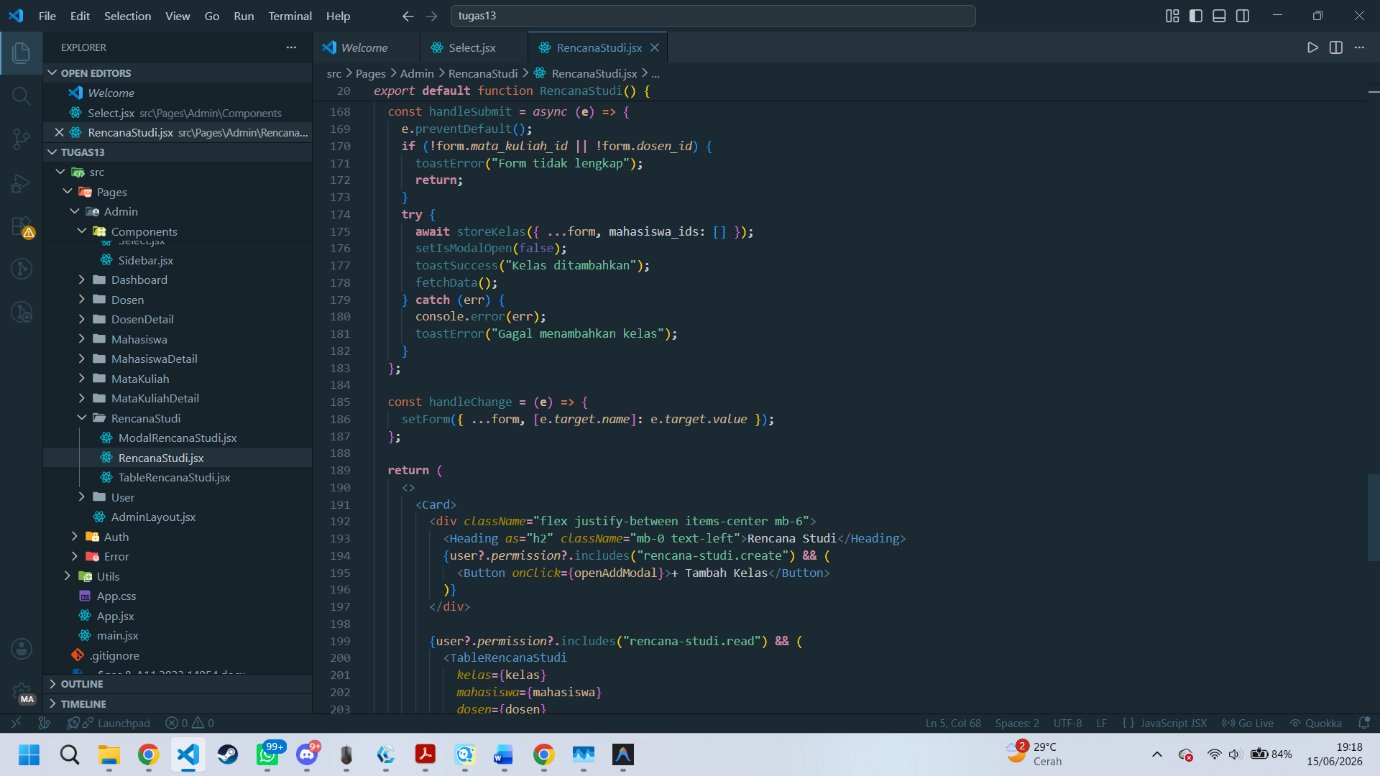 File Edit Selection View Go Run Terminal Help
tugas13
EXPLORER
OPEN EDITORS
Welcome
Select.jsx src\Pages\Admin\Components
RencanaStudi.jsx src\Pages\Admin\Rencana...
TUGAS13
src
Pages
Admin
Components
Select.jsx
Sidebar.jsx
Dashboard
Dosen
DosenDetail
Mahasiswa
MahasiswaDetail
MataKuliah
MataKuliahDetail
RencanaStudi
ModalRencanaStudi.jsx
RencanaStudi.jsx
TableRencanaStudi.jsx
User
AdminLayout.jsx
Auth
Error
Utils
App.css
App.jsx
main.jsx
.gitignore
OUTLINE
TIMELINE
Welcome Select.jsx RencanaStudi.jsx
src > Pages > Admin > RencanaStudi > RencanaStudi.jsx > ...
20 export default function RencanaStudi() {
168 const handleSubmit = async (e) => {
169 e.preventDefault();
170 if (!form.mata_kuliah_id || !form.dosen_id) {
171 toastError("Form tidak lengkap");
172 return;
173 }
174 try {
175 await storeKelas({ ...form, mahasiswa_ids: [] });
176 setIsModalOpen(false);
177 toastSuccess("Kelas ditambahkan");
178 fetchData();
179 } catch (err) {
180 console.error(err);
181 toastError("Gagal menambahkan kelas");
182 }
183 };
184
185 const handleChange = (e) => {
186 setForm({ ...form, [e.target.name]: e.target.value });
187 };
188
189 return (
190 <>
191 <Card>
192 <div className="flex justify-between items-center mb-6">
193 <Heading as="h2" className="mb-0 text-left">Rencana Studi</Heading>
194 {user?.permission?.includes("rencana-studi.create") && (
195 <Button onClick={openAddModal}>+ Tambah Kelas</Button>
196 )}
197 </div>
198
199 {user?.permission?.includes("rencana-studi.read") && (
200 <TableRencanaStudi
201 kelas={kelas}
202 mahasiswa={mahasiswa}
203 dosen={dosen}
MA
Launchpad 0 0
Ln 5, Col 68 Spaces: 2 UTF-8 LF { } JavaScript JSX Go Live Quokka
99+
9+
2
29°C
Cerah
84%
19:18
15/06/2026